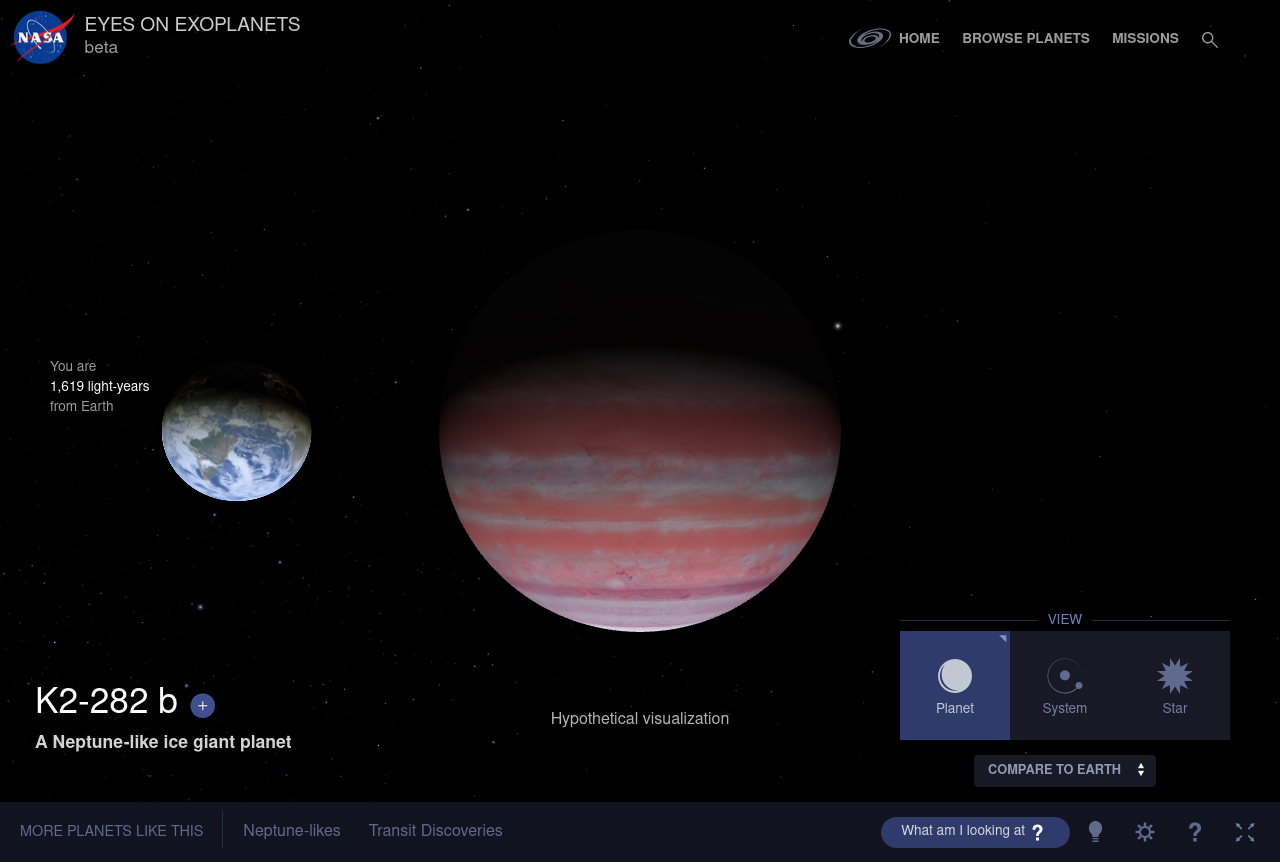 NASA
EYES ON EXOPLANETS
beta
HOME
BROWSE PLANETS
MISSIONS
You are
1,619 light-years
from Earth
K2-282 b
+
A Neptune-like ice giant planet
Hypothetical visualization
VIEW
Planet
System
Star
COMPARE TO EARTH
MORE PLANETS LIKE THIS
Neptune-likes
Transit Discoveries
What am I looking at ?
?